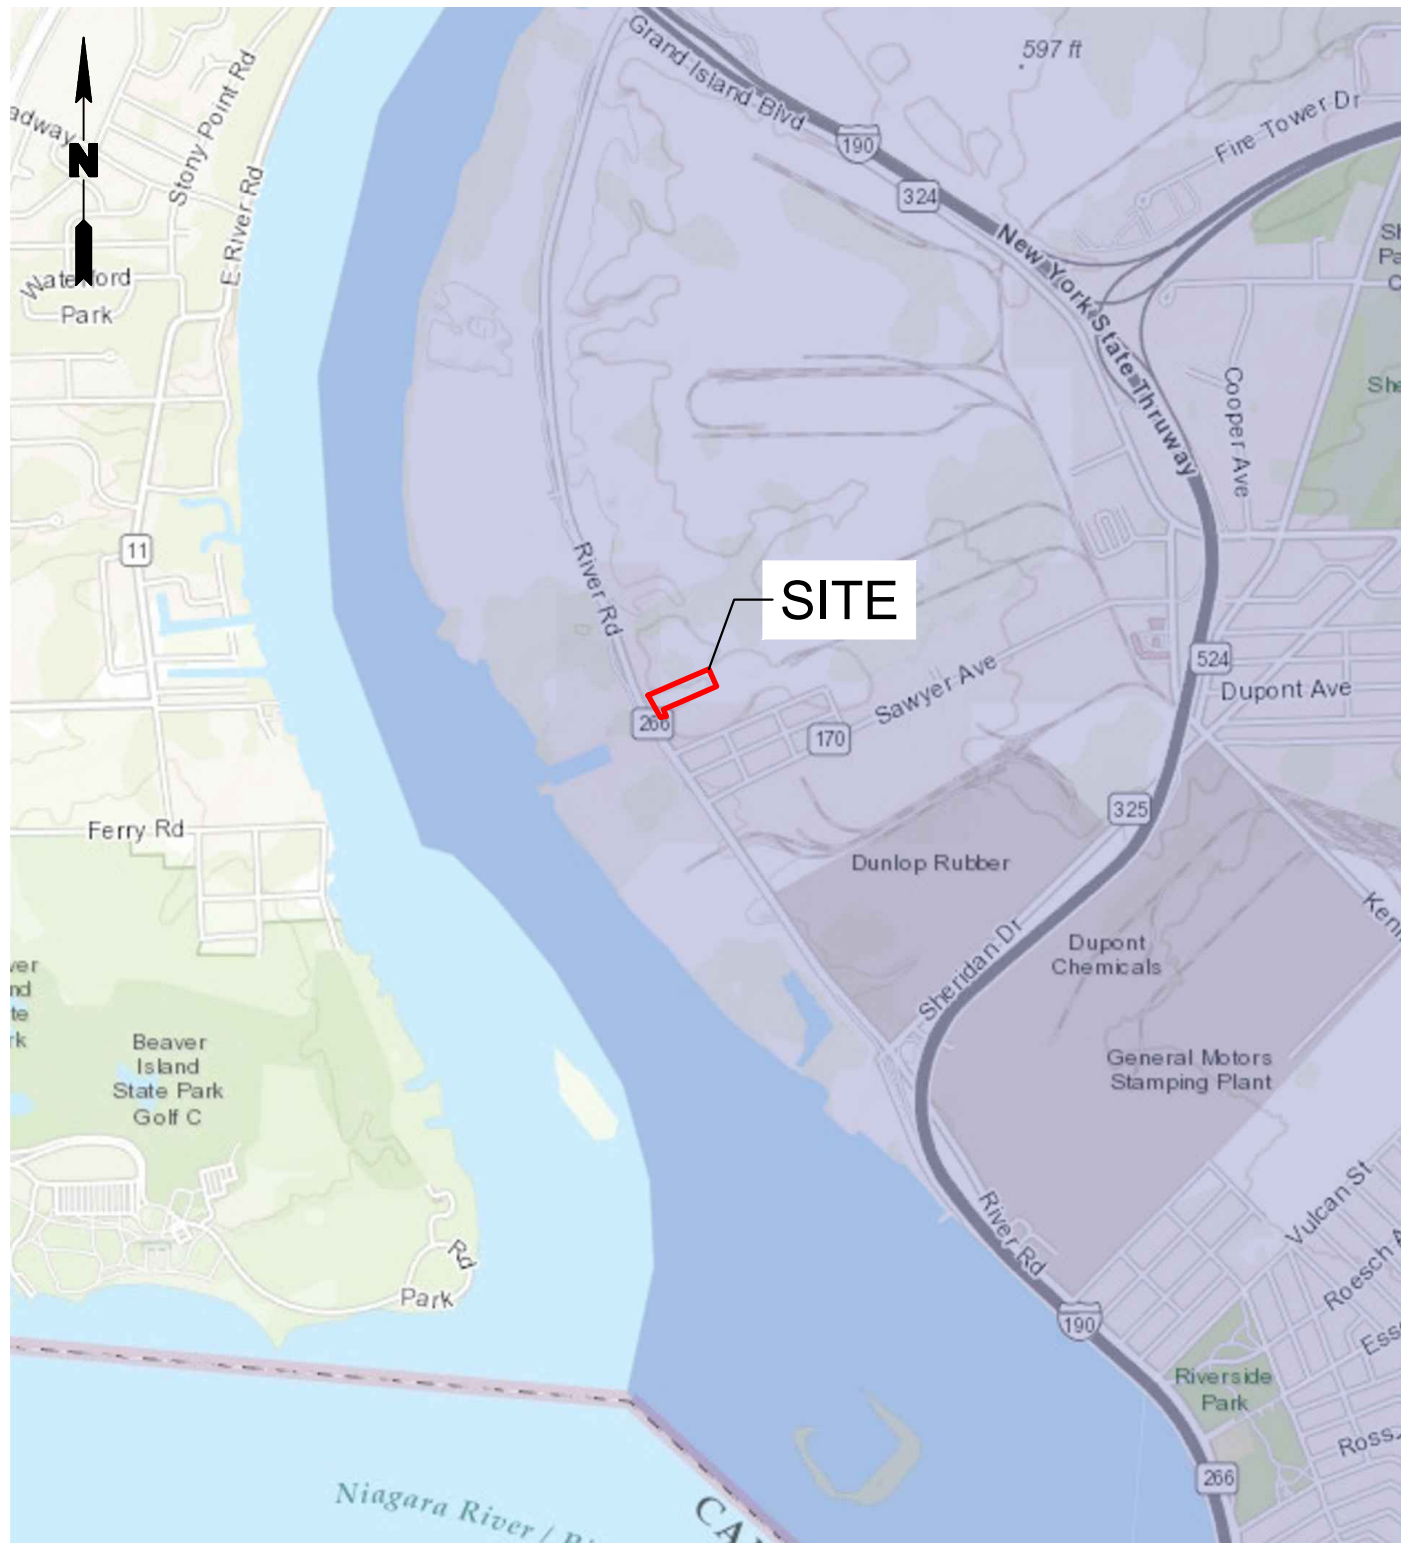 Grand Island Blvd
597 ft
Stony Point Rd
adway
N
E River Rd
Fire Tower Dr
190
324
New York State Thruway
Waterford
Park
Cooper Ave
11
River Rd
SITE
524
Dupont Ave
Sawyer Ave
266
170
325
Ferry Rd
Dunlop Rubber
Sheridan Dr
Dupont
Chemicals
Beaver
Island
State Park
Golf C
General Motors
Stamping Plant
Vulcan St
River Rd
Roesch A
Rd
Park
190
Riverside
Park
266
Niagara River /